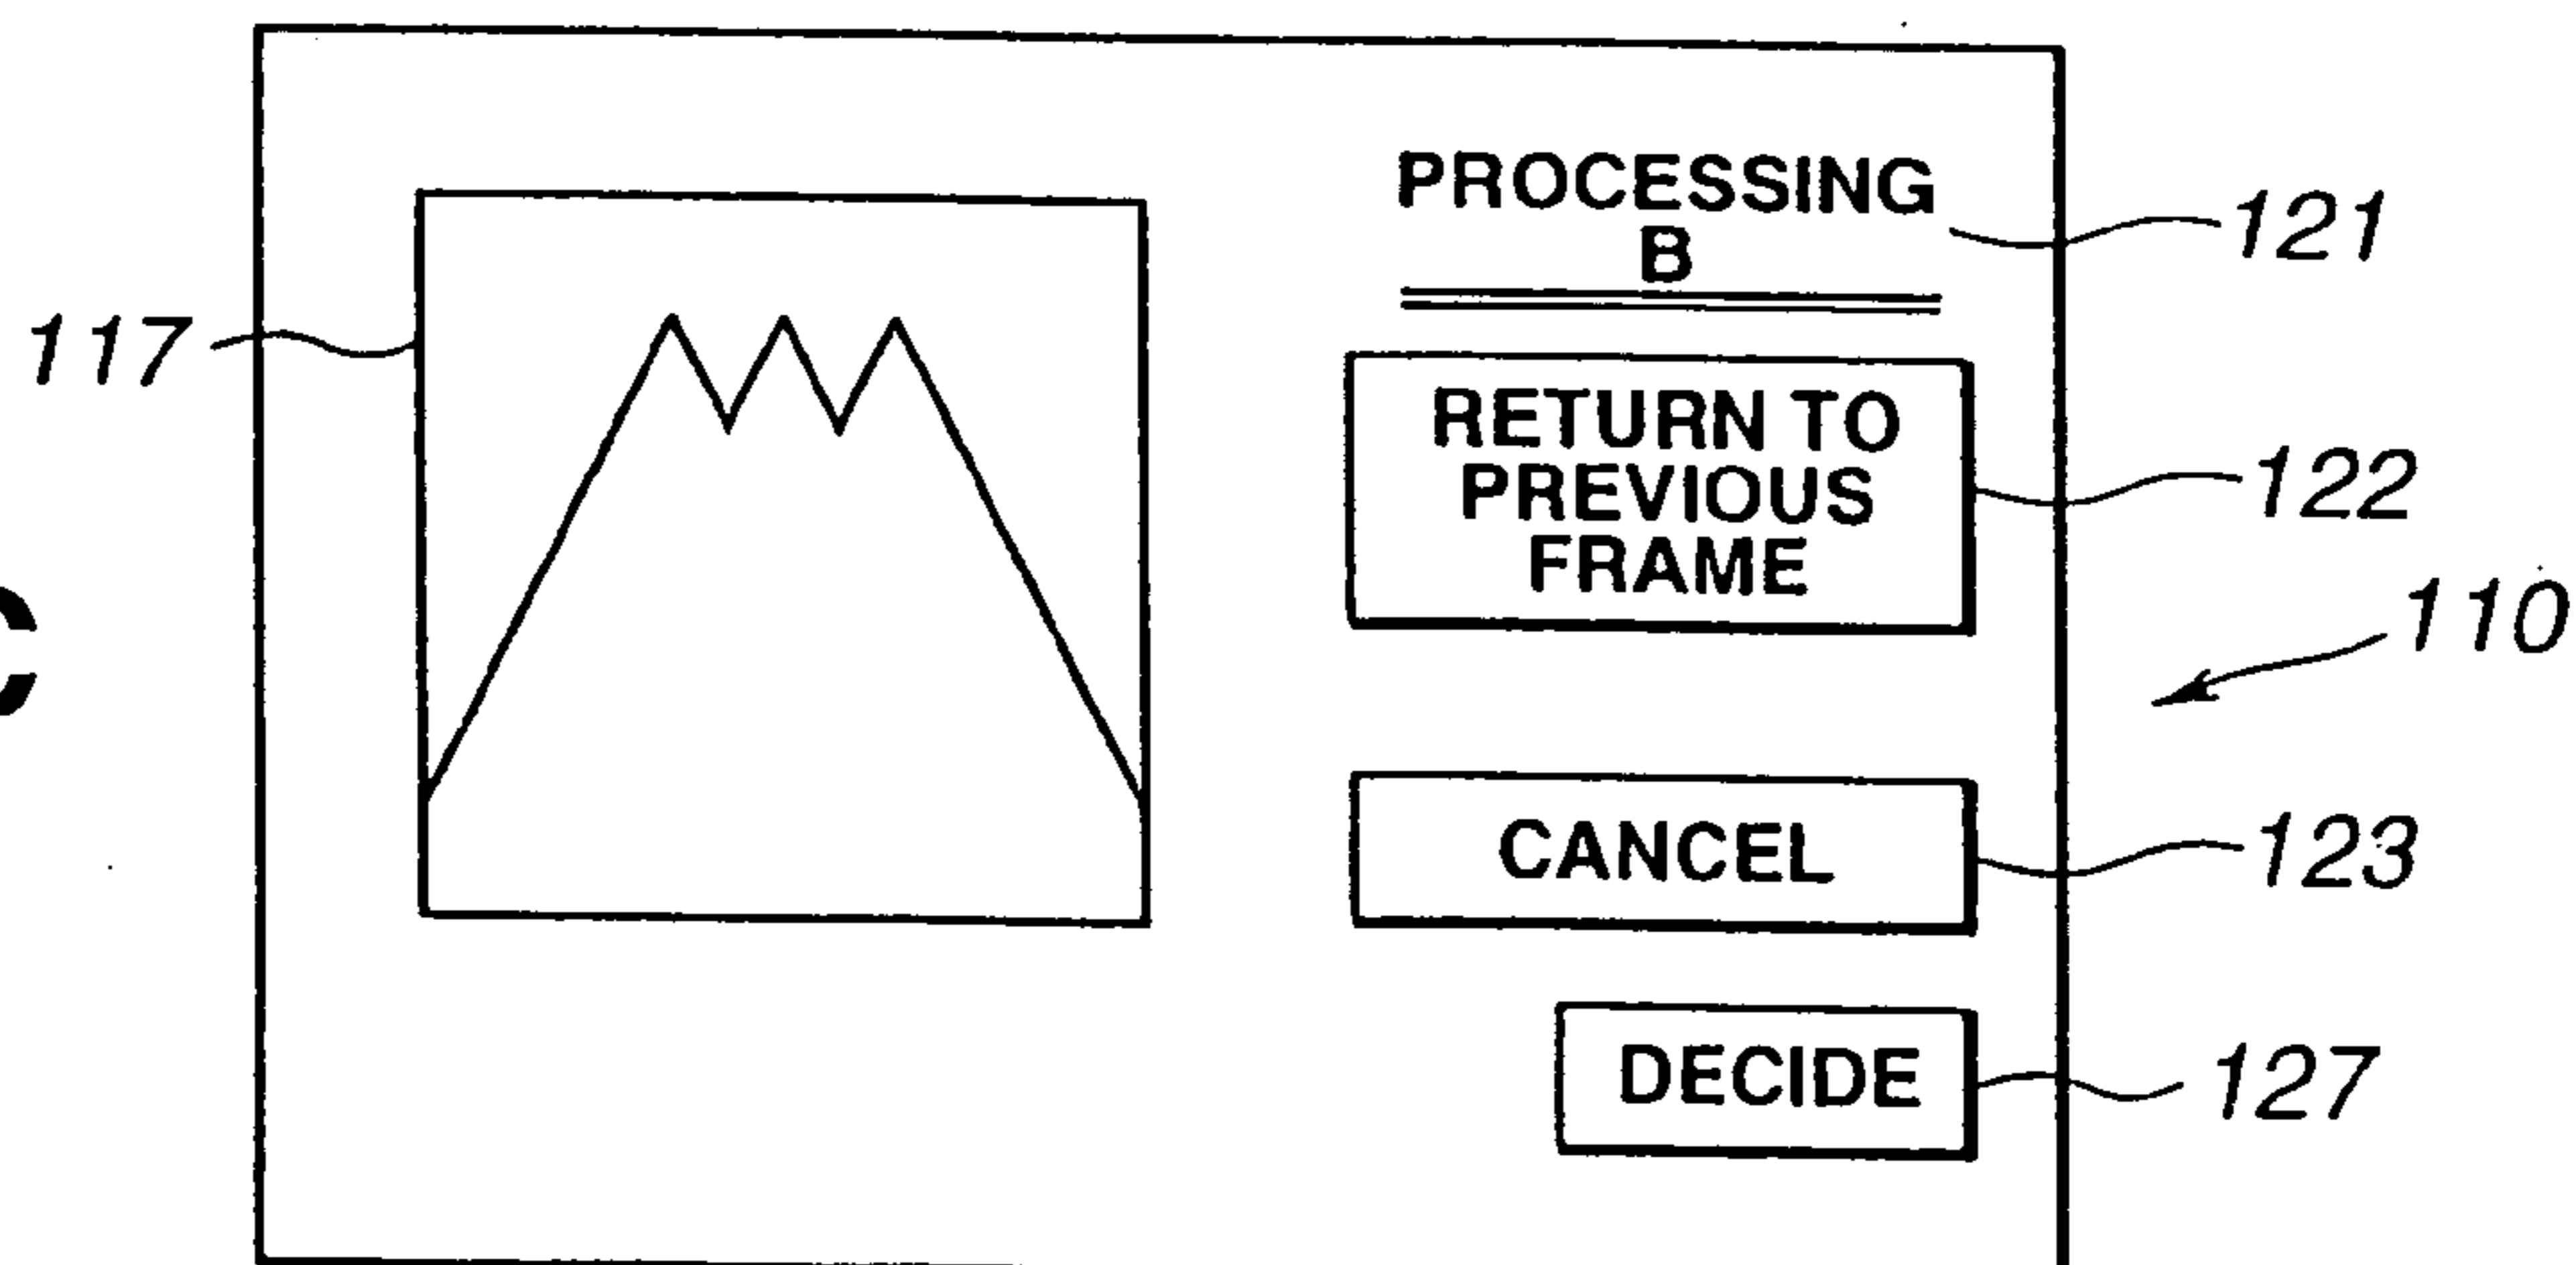 PROCESSING
B
121
117
RETURN TO
PREVIOUS
FRAME
122
C
110
CANCEL
123
DECIDE
127